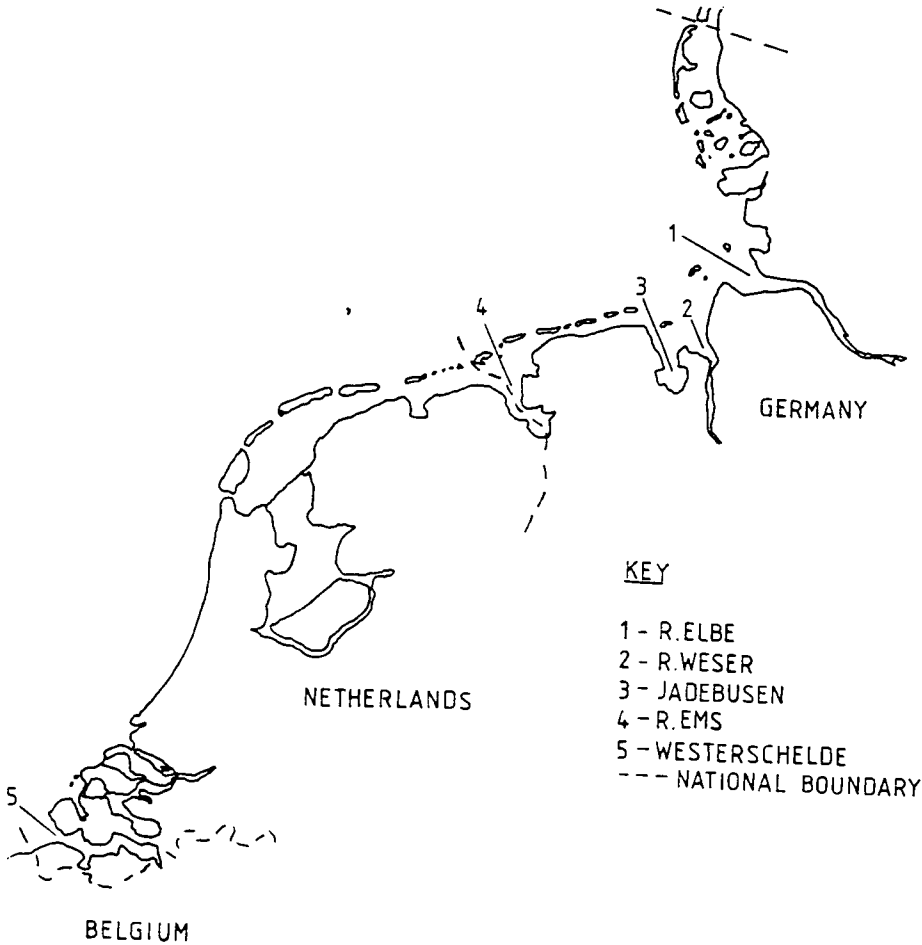 1
3
4
2
GERMANY
KEY
1 - R.ELBE
2 - R.WESER
3 - JADEBUSEN
4 - R.EMS
5 - WESTERSCHELDE
--- NATIONAL BOUNDARY
NETHERLANDS
5
BELGIUM